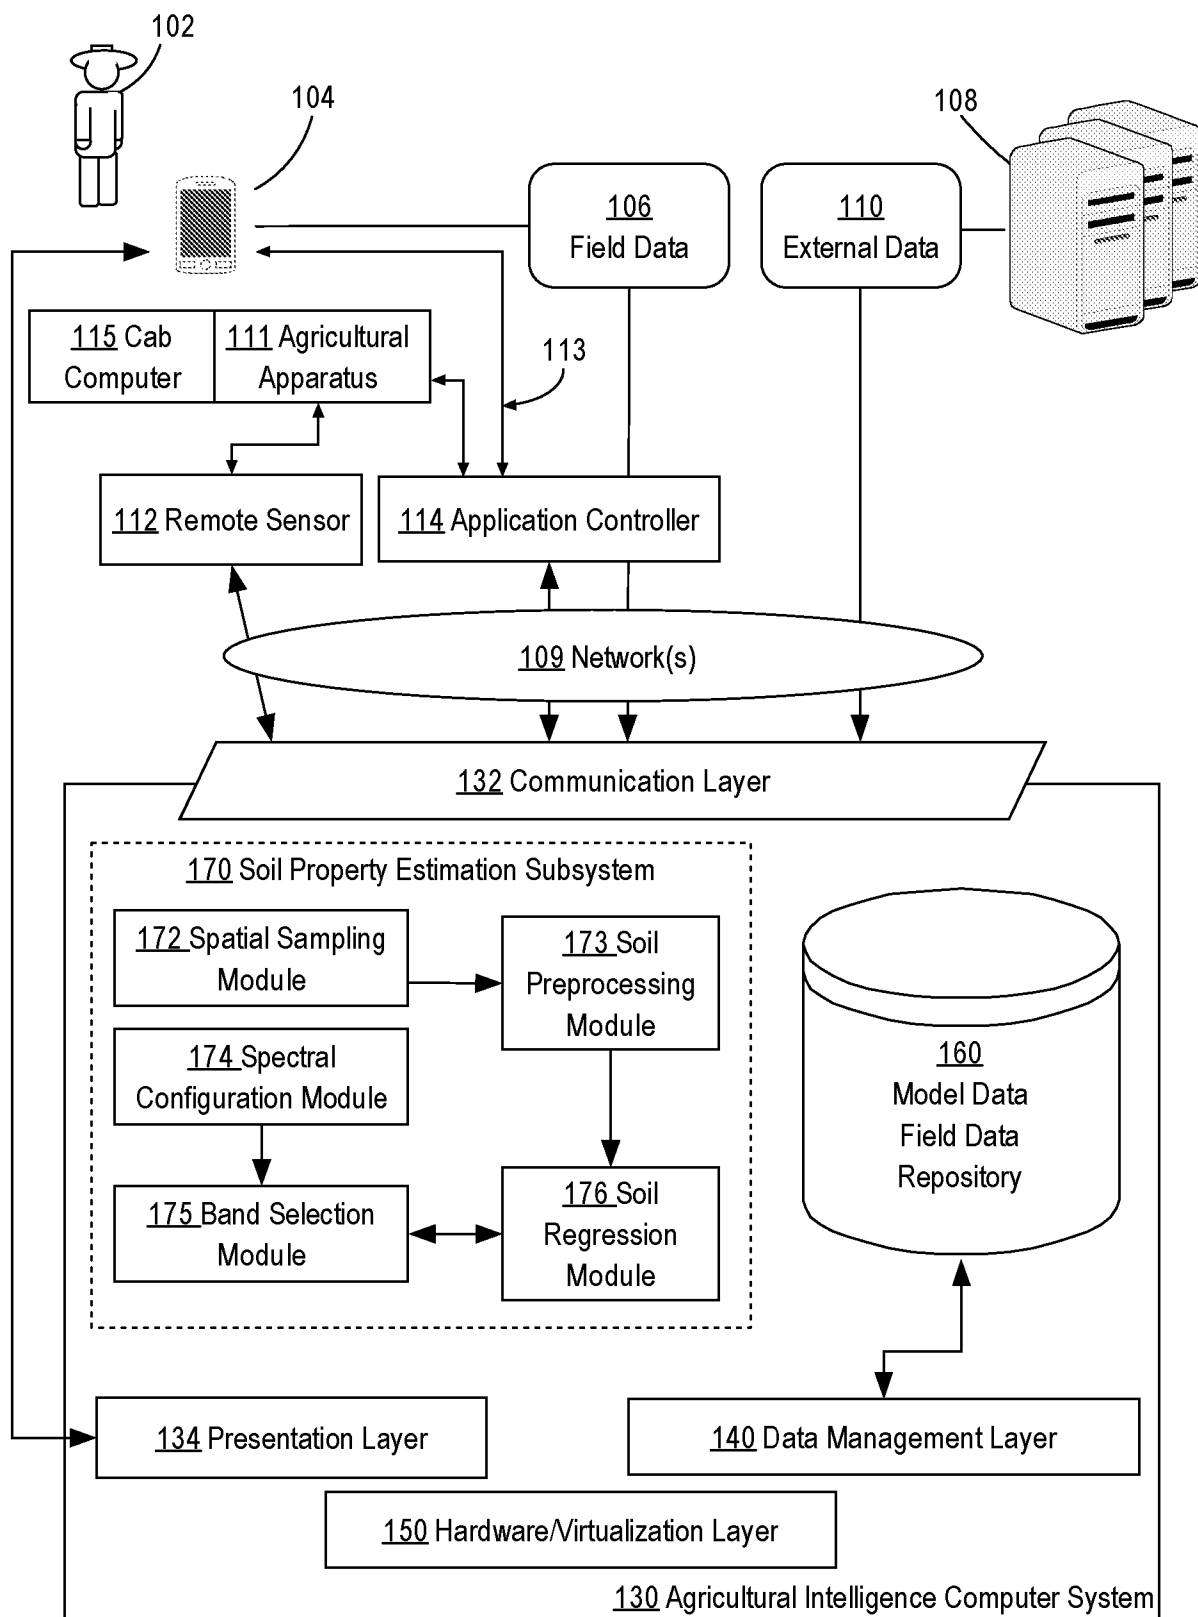 102
104
108
106
Field Data
110
External Data
115 Cab
Computer
111 Agricultural
Apparatus
113
112 Remote Sensor
114 Application Controller
109 Network(s)
132 Communication Layer
170 Soil Property Estimation Subsystem
172 Spatial Sampling
Module
173 Soil
Preprocessing
Module
174 Spectral
Configuration Module
160
Model Data
Field Data
Repository
175 Band Selection
Module
176 Soil
Regression
Module
134 Presentation Layer
140 Data Management Layer
150 Hardware/Virtualization Layer
130 Agricultural Intelligence Computer System